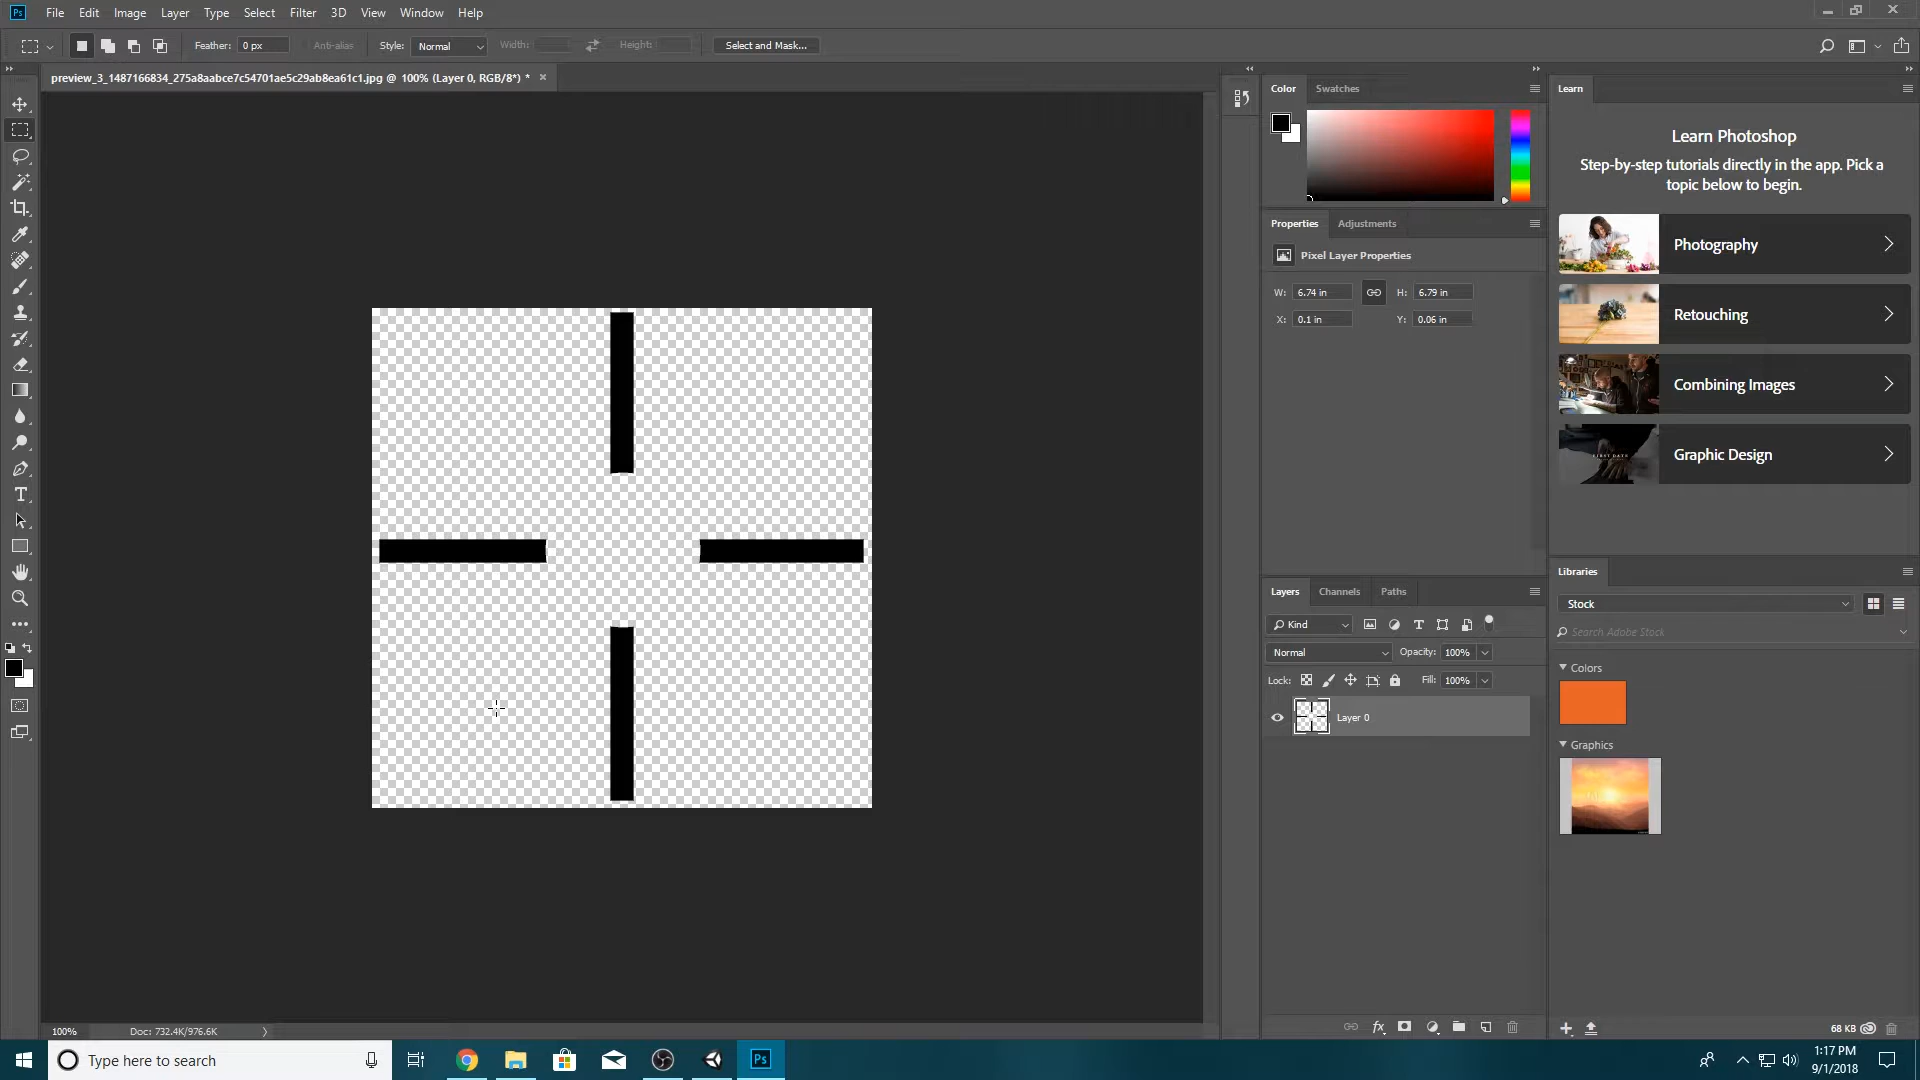 Ps File Edit Image Layer Type Select Filter 3D View Window Help
Feather: 0 px Anti-alias Style: Normal Width: Height: Select and Mask...
preview_3_1487166834_275a8aabce7c54701ae5c29ab8ea61c1.jpg @ 100% (Layer 0, RGB/8*) *
Color Swatches
Learn
Learn Photoshop
Step-by-step tutorials directly in the app. Pick a
topic below to begin.
Photography
Retouching
Combining Images
Graphic Design
Properties Adjustments
Pixel Layer Properties
W: 6.74 in H: 6.79 in
X: 0.1 in Y: 0.06 in
Layers Channels Paths
Kind
Normal Opacity: 100%
Lock: Fill: 100%
Layer 0
Libraries
Stock
Search Adobe Stock
Colors
Graphics
68 KB
100% Doc: 732.4K/976.6K
Type here to search
Ps
1:17 PM
9/1/2018